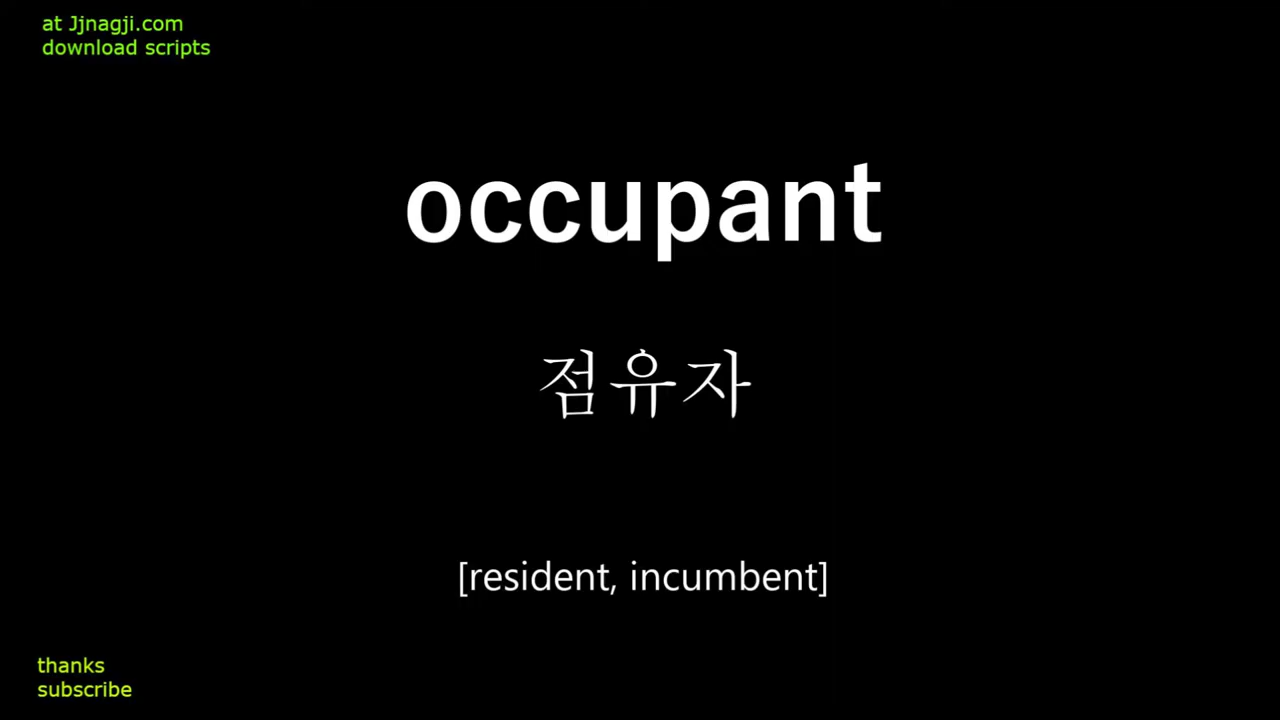 at Jjnagji.com
download scripts
occupant
점유자
[resident, incumbent]
thanks
subscribe